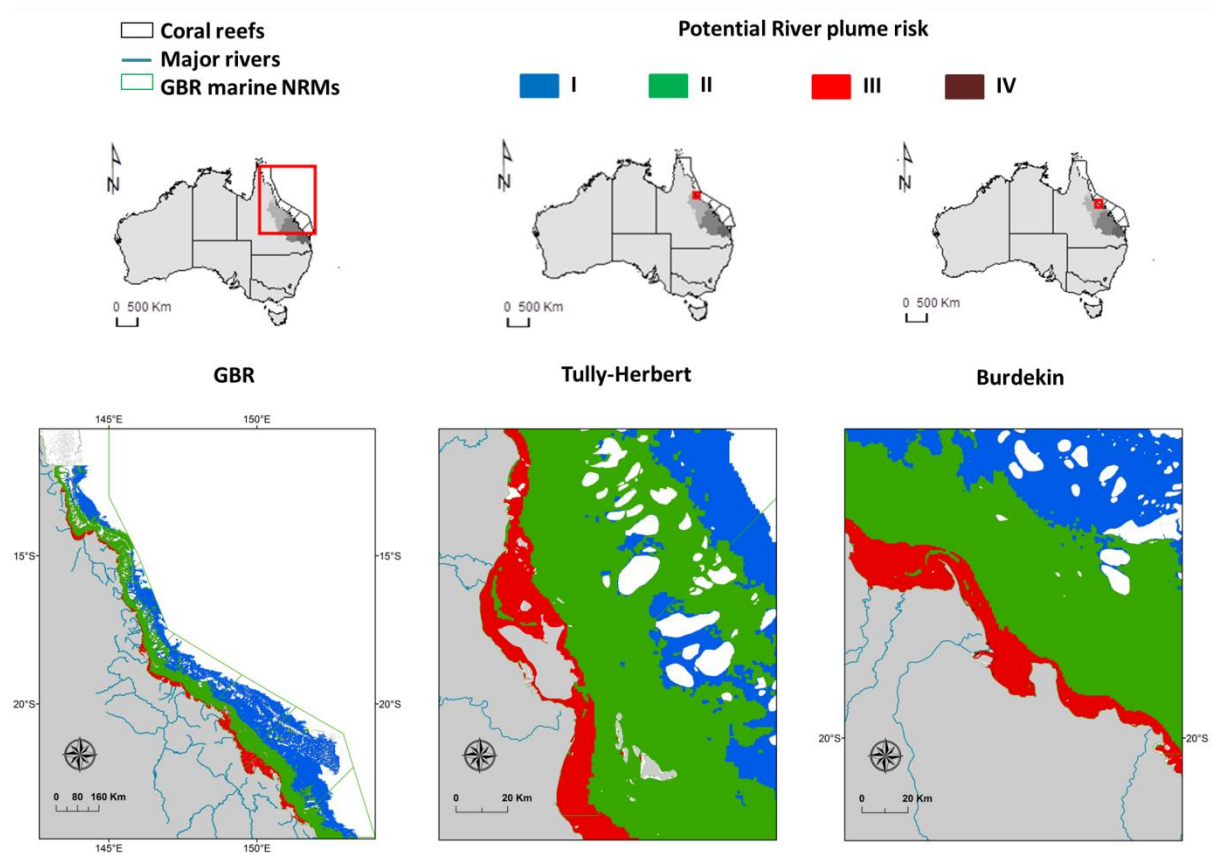 Coral reefs
Major rivers
GBR marine NRMs
Potential River plume risk
I II III IV
N
0 500 Km
N
0 500 Km
N
0 500 Km
GBR
Tully-Herbert
Burdekin
145°E 150°E
15°S
20°S
0 80 160 Km
145°E 150°E
0 20 Km
20°S 20°S
0 20 Km